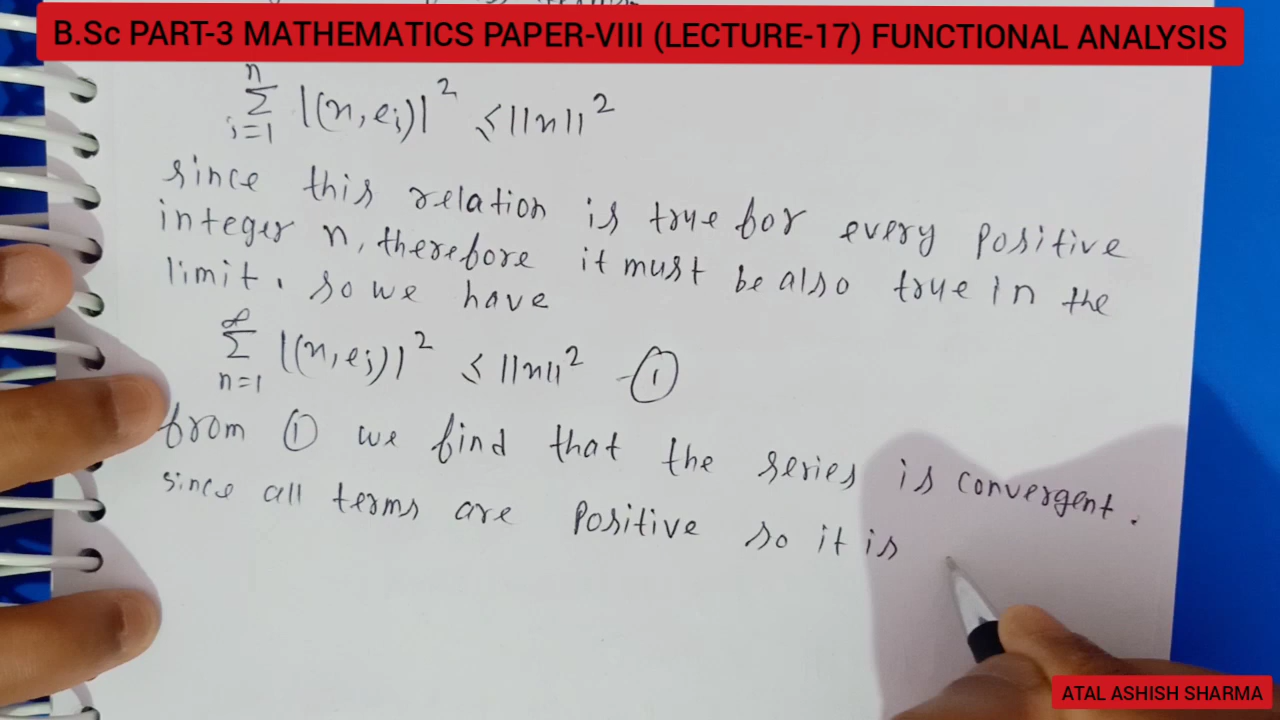 B.Sc PART-3 MATHEMATICS PAPER-VIII (LECTURE-17) FUNCTIONAL ANALYSIS
n
Σ |(x, ei)|² ≤ ||x||²
i=1
since this relation is true for every positive
integer n, therefore it must be also true in the
limit. so we have
∞
Σ |(x, ei)|² ≤ ||x||² - ①
n=1
from ① we find that the series is convergent.
since all terms are positive so it is
ATAL ASHISH SHARMA